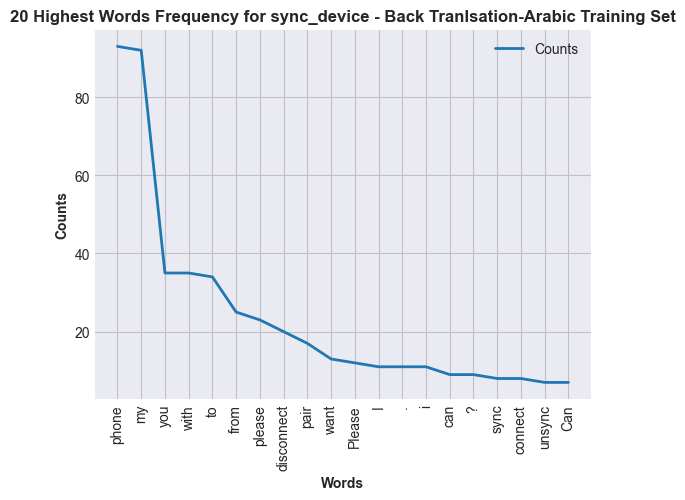 20 Highest Words Frequency for sync_device - Back Tranlsation-Arabic Training Set
Counts
Counts
80
60
40
20
phone
my
you
with
to
from
please
disconnect
pair
want
Please
I
.
i
can
?
sync
connect
unsync
Can
Words